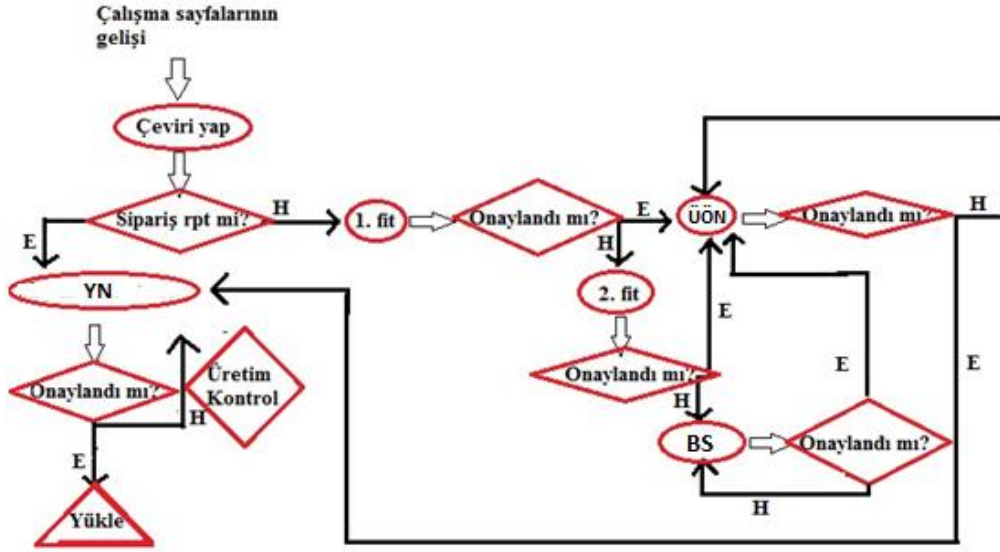 Çalışma sayfalarının
gelişi
Çeviri yap
Sipariş rpt mi?
H
E
1. fit
Onaylandı mı?
E
H
ÜÖN
Onaylandı mı?
H
E
2. fit
Onaylandı mı?
E
H
BS
Onaylandı mı?
E
H
YN
Onaylandı mı?
H
E
Üretim
Kontrol
Yükle